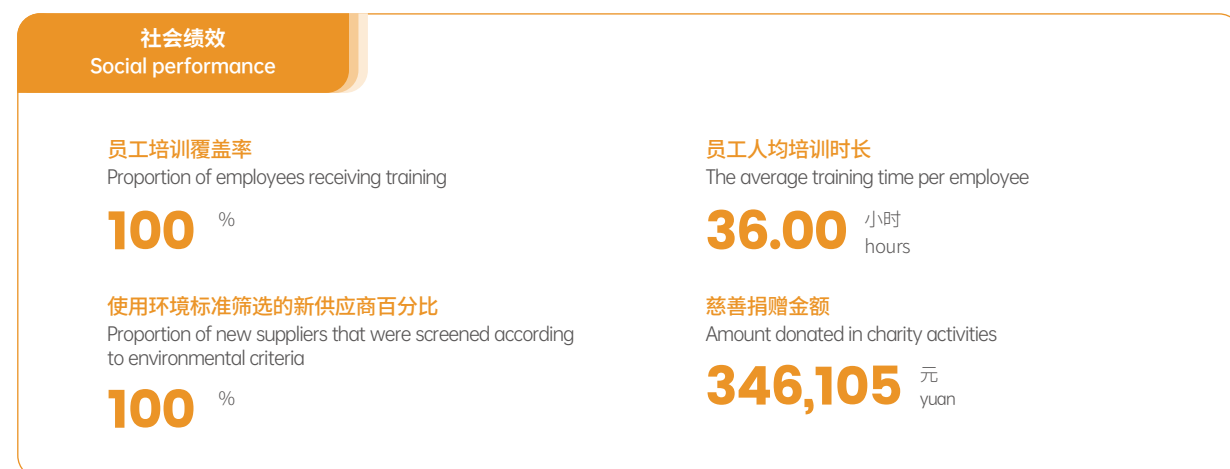 社会绩效
Social performance
员工培训覆盖率
Proportion of employees receiving training
100 %
员工人均培训时长
The average training time per employee
36.00 小时
hours
使用环境标准筛选的新供应商百分比
Proportion of new suppliers that were screened according
to environmental criteria
100 %
慈善捐赠金额
Amount donated in charity activities
346,105 元
yuan